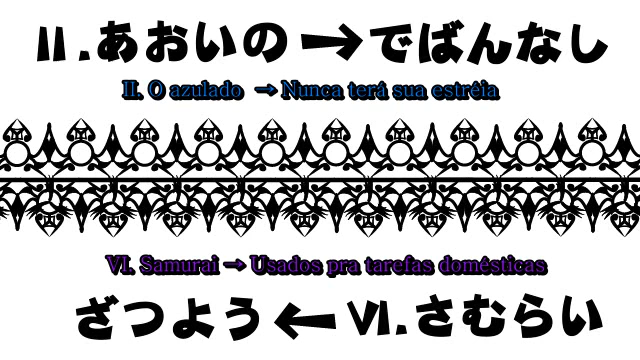 II.あおいの→でばんなし
II. O azulado → Nunca terá sua estréia
VI. Samurai → Usados pra tarefas domésticas
ざつよう←VI.さむらい